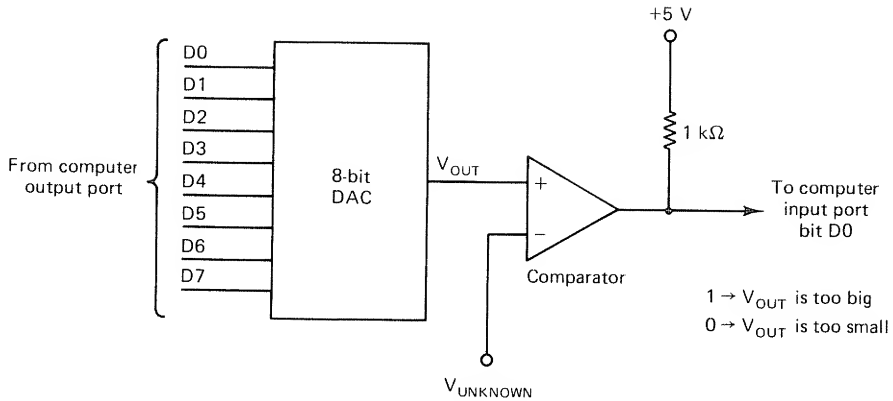 +5 V
D0
D1
D2
D3
D4
D5
D6
D7
From computer
output port
8-bit
DAC
V_OUT
+
−
Comparator
1 kΩ
To computer
input port
bit D0
1 → V_OUT is too big
0 → V_OUT is too small
V_UNKNOWN